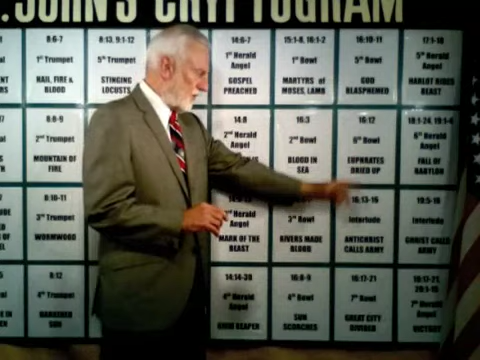 . JOHN'S CRYPTOGRAM
8:6-7
1st Trumpet
HAIL, FIRE &
BLOOD
8:13, 9:1-12
5th Trumpet
STINGING
LOCUSTS
14:6-7
1st Herald
Angel
GOSPEL
PREACHED
15:1-8, 16:1-2
1st Bowl
MARTYRS of
MOSES, LAMB
16:10-11
5th Bowl
GOD
BLASPHEMED
17:1-18
5th Herald
Angel
HARLOT RIDES
BEAST
8:8-9
2nd Trumpet
MOUNTAIN OF
FIRE
14:8
2nd Herald
Angel
16:3
2nd Bowl
BLOOD IN
SEA
16:12
6th Bowl
EUPHRATES
DRIED UP
18:1-24, 19:1-4
6th Herald
Angel
FALL OF
BABYLON
8:10-11
3rd Trumpet
WORMWOOD
Herald
Angel
MARK OF THE
BEAST
Bowl
RIVERS MADE
BLOOD
16:13-16
Interlude
ANTICHRIST
CALLS ARMY
19:5-18
Interlude
CHRIST CALLS
ARMY
8:12
4th Trumpet
DARKENED
SUN
14:14-20
4th Herald
Angel
GRIM REAPER
16:8-9
4th Bowl
SUN
SCORCHES
16:17-21
7th Bowl
GREAT CITY
DIVIDED
19:17-21,
20:1-10
7th Herald
Angel
VICTORY